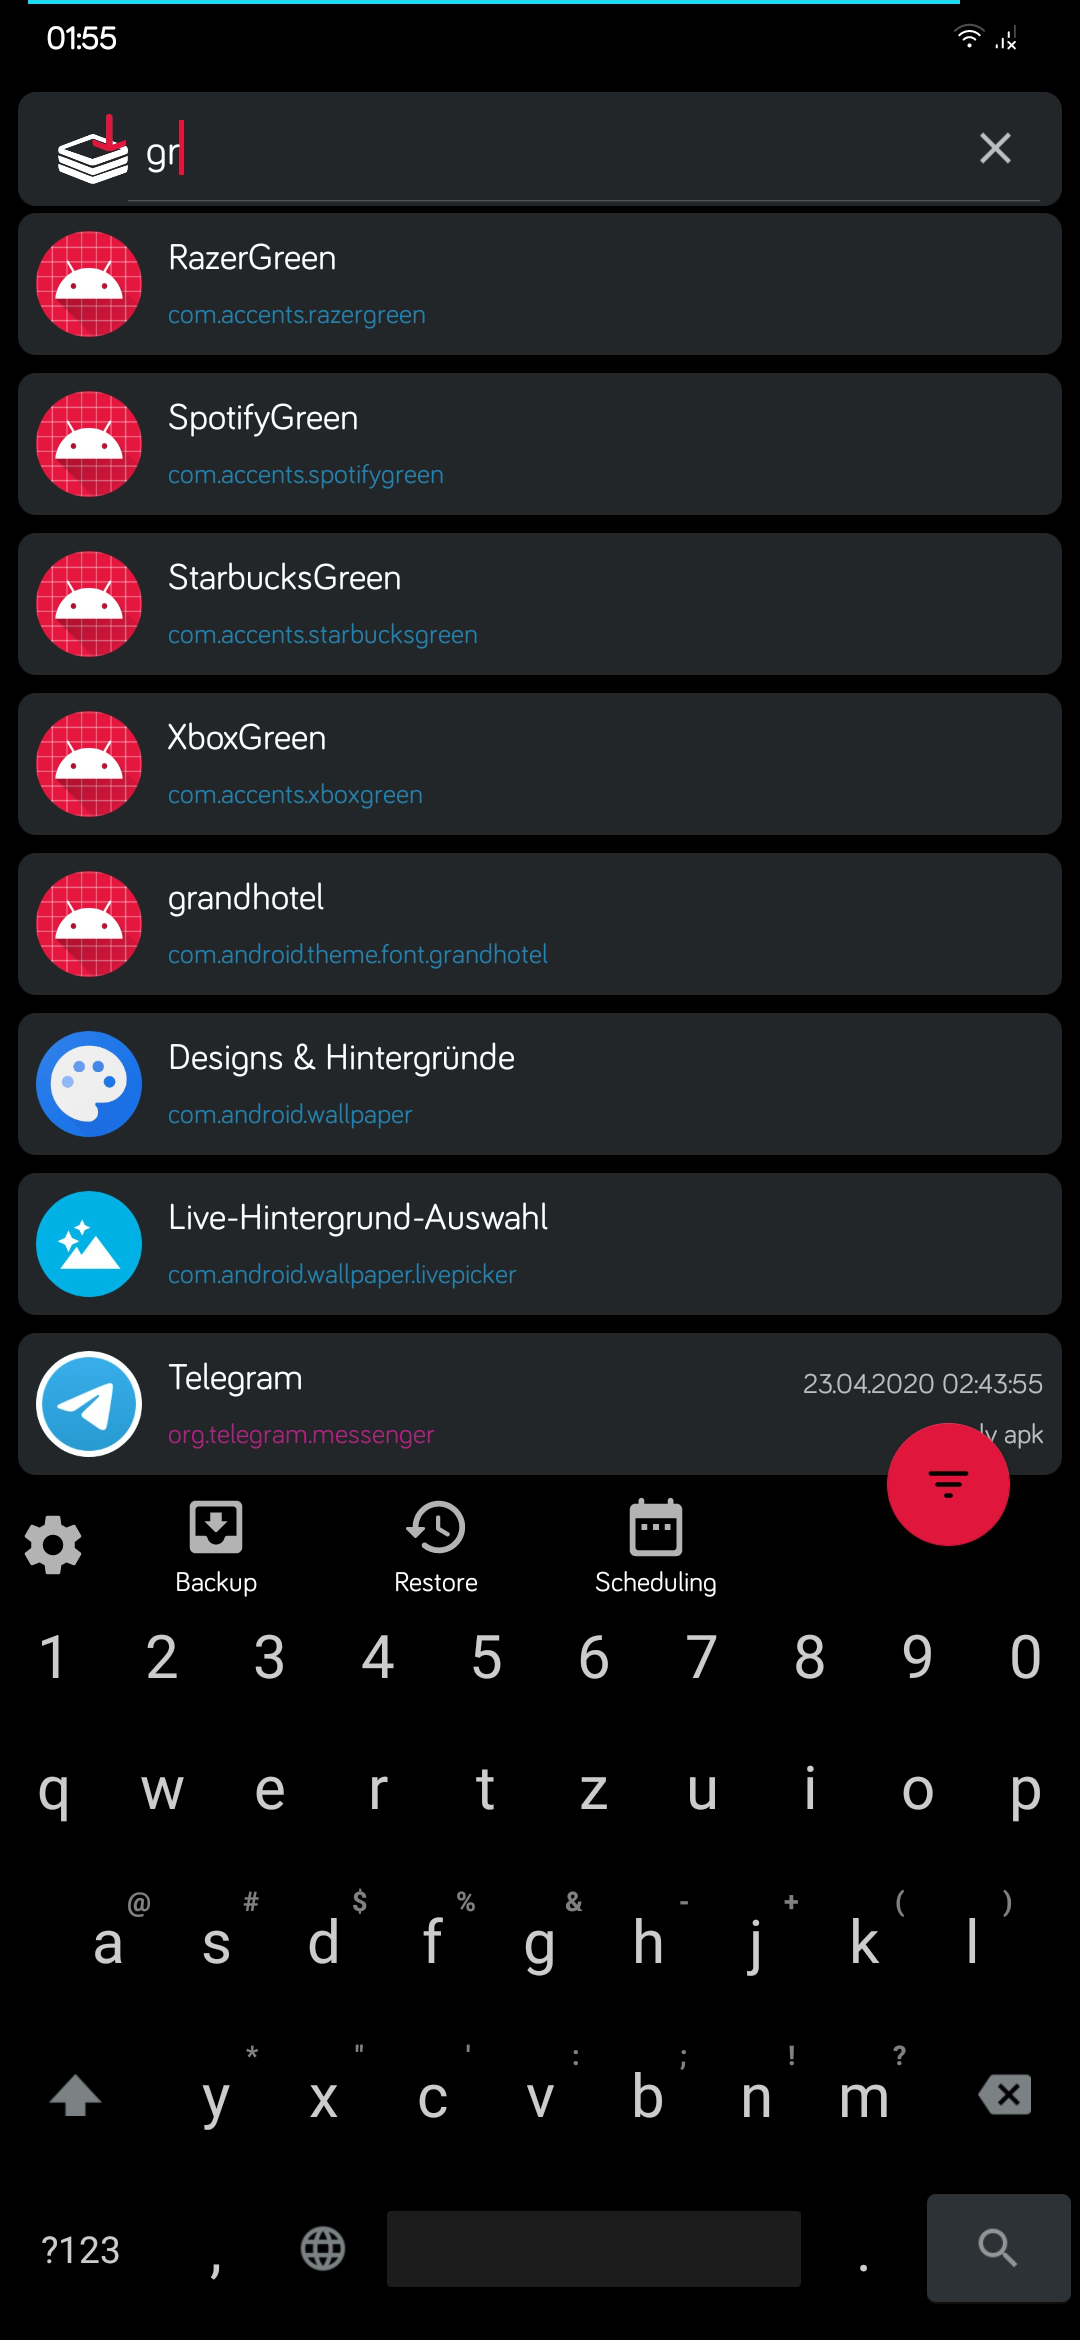 01:55
gr
RazerGreen
com.accents.razergreen
SpotifyGreen
com.accents.spotifygreen
StarbucksGreen
com.accents.starbucksgreen
XboxGreen
com.accents.xboxgreen
grandhotel
com.android.theme.font.grandhotel
Designs & Hintergründe
com.android.wallpaper
Live-Hintergrund-Auswahl
com.android.wallpaper.livepicker
Telegram
23.04.2020 02:43:55
org.telegram.messenger
apk
Backup Restore Scheduling
1 2 3 4 5 6 7 8 9 0
q w e r t z u i o p
@ # $ % & - + ( )
a s d f g h j k l
* " ' : ; ! ?
y x c v b n m
?123 , .